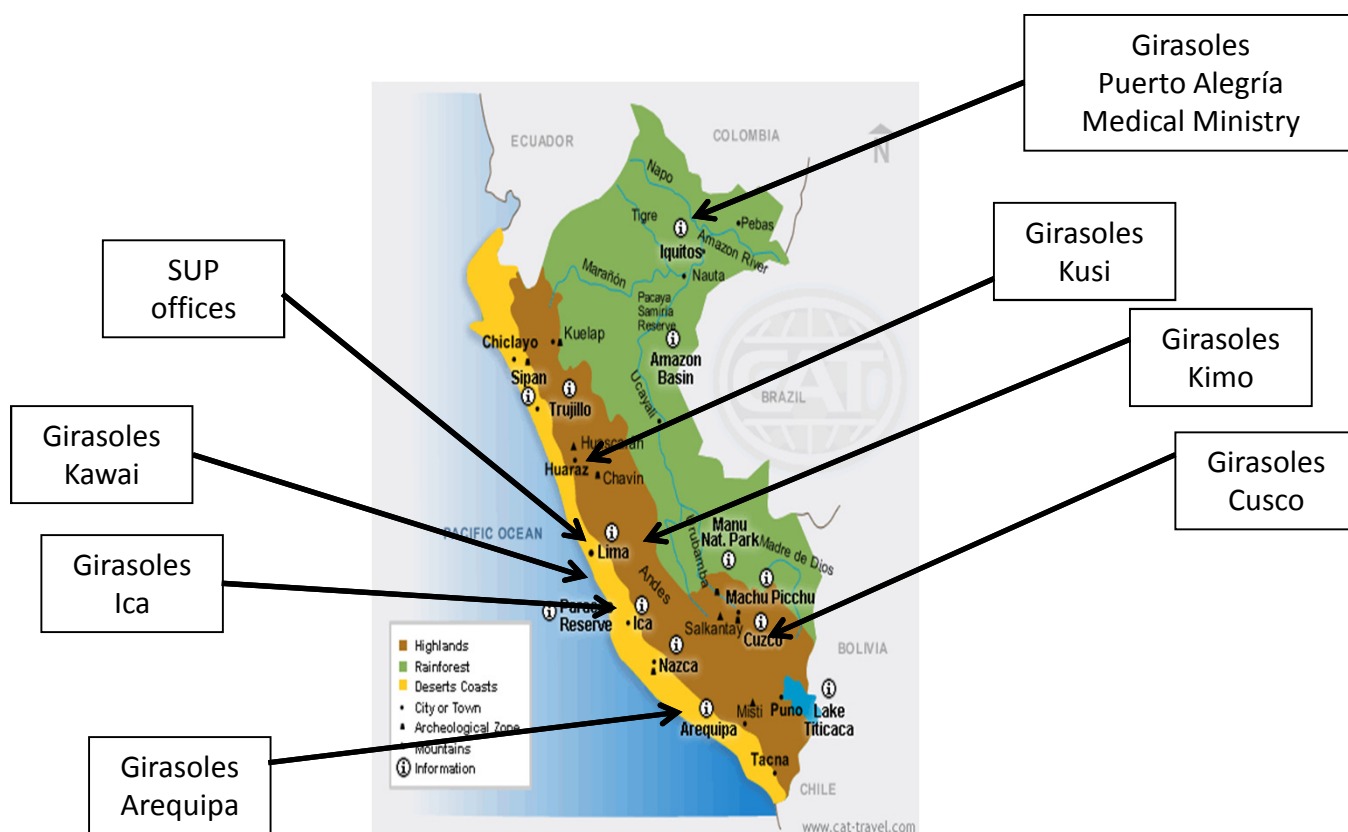 Girasoles
Puerto Alegría
Medical Ministry
ECUADOR
COLOMBIA
N
Napo
Tigre
Pebas
Iquitos
Amazon River
Girasoles
Kusi
SUP
offices
Marañón
Nauta
Pacaya
Samiria
Reserve
Kuelap
Chiclayo
Sipan
Amazon
Basin
Ucayali
CAT
BRAZIL
Trujillo
Girasoles
Kimo
Girasoles
Kawai
Huascaran
Huaraz
Chavín
Girasoles
Cusco
PACIFIC OCEAN
Lima
Manu
Nat. Park
Madre de Dios
Urubamba
Andes
Machu Picchu
Girasoles
Ica
Reserve
Ica
Salkantay
Cuzco
BOLIVIA
Highlands
Rainforest
Deserts Coasts
City or Town
Archeological Zone
Mountains
Information
Nazca
Misti
Puno
Lake
Titicaca
Arequipa
Tacna
CHILE
Girasoles
Arequipa
www.cat-travel.com